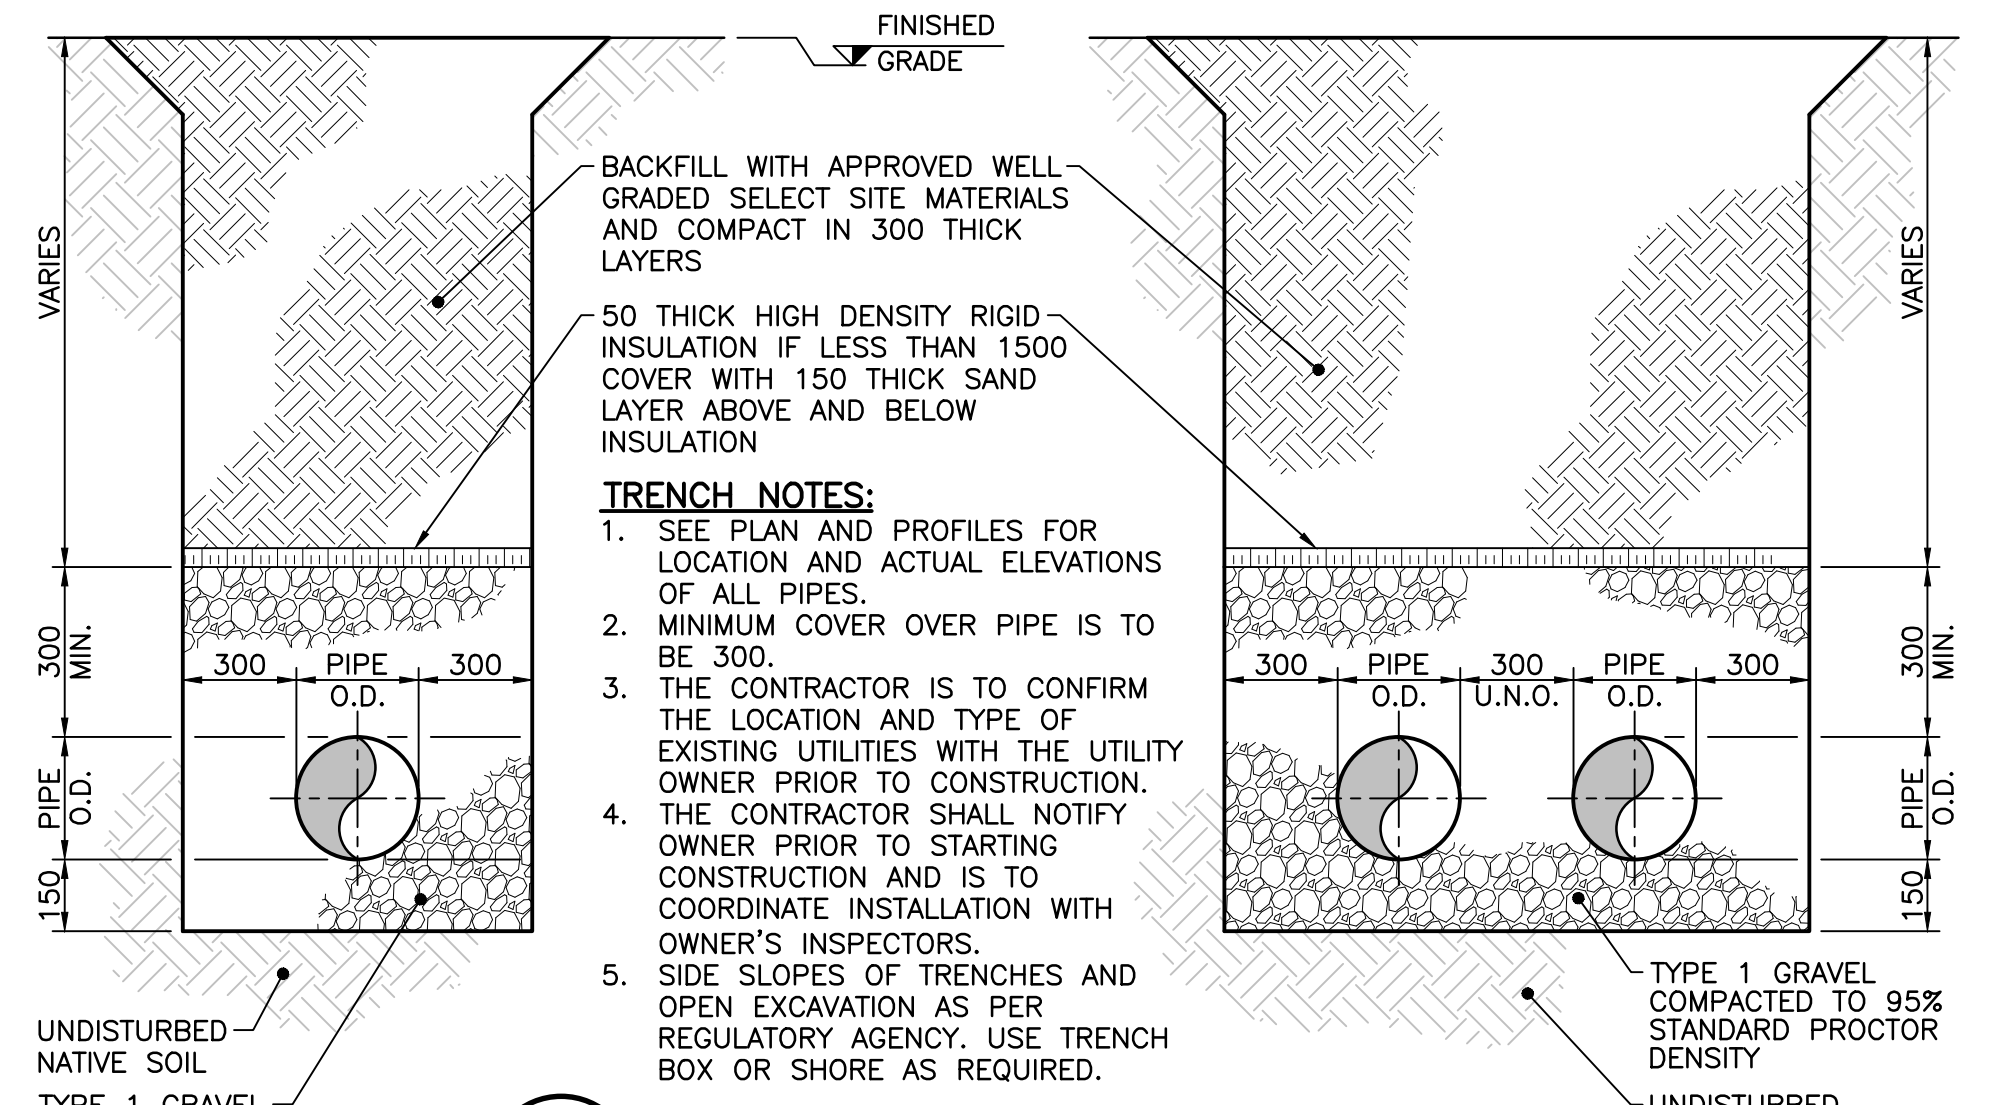 FINISHED
GRADE
BACKFILL WITH APPROVED WELL
GRADED SELECT SITE MATERIALS
AND COMPACT IN 300 THICK
LAYERS
50 THICK HIGH DENSITY RIGID
INSULATION IF LESS THAN 1500
COVER WITH 150 THICK SAND
LAYER ABOVE AND BELOW
INSULATION
TRENCH NOTES:
1. SEE PLAN AND PROFILES FOR
LOCATION AND ACTUAL ELEVATIONS
OF ALL PIPES.
2. MINIMUM COVER OVER PIPE IS TO
BE 300.
3. THE CONTRACTOR IS TO CONFIRM
THE LOCATION AND TYPE OF
EXISTING UTILITIES WITH THE UTILITY
OWNER PRIOR TO CONSTRUCTION.
4. THE CONTRACTOR SHALL NOTIFY
OWNER PRIOR TO STARTING
CONSTRUCTION AND IS TO
COORDINATE INSTALLATION WITH
OWNER'S INSPECTORS.
5. SIDE SLOPES OF TRENCHES AND
OPEN EXCAVATION AS PER
REGULATORY AGENCY. USE TRENCH
BOX OR SHORE AS REQUIRED.
VARIES
300
MIN.
PIPE
O.D.
150
300
PIPE
O.D.
300
UNDISTURBED
NATIVE SOIL
TYPE 1 GRAVEL
300
PIPE
O.D.
300
U.N.O.
PIPE
O.D.
300
VARIES
300
MIN.
PIPE
O.D.
150
TYPE 1 GRAVEL
COMPACTED TO 95%
STANDARD PROCTOR
DENSITY
UNDISTURBED